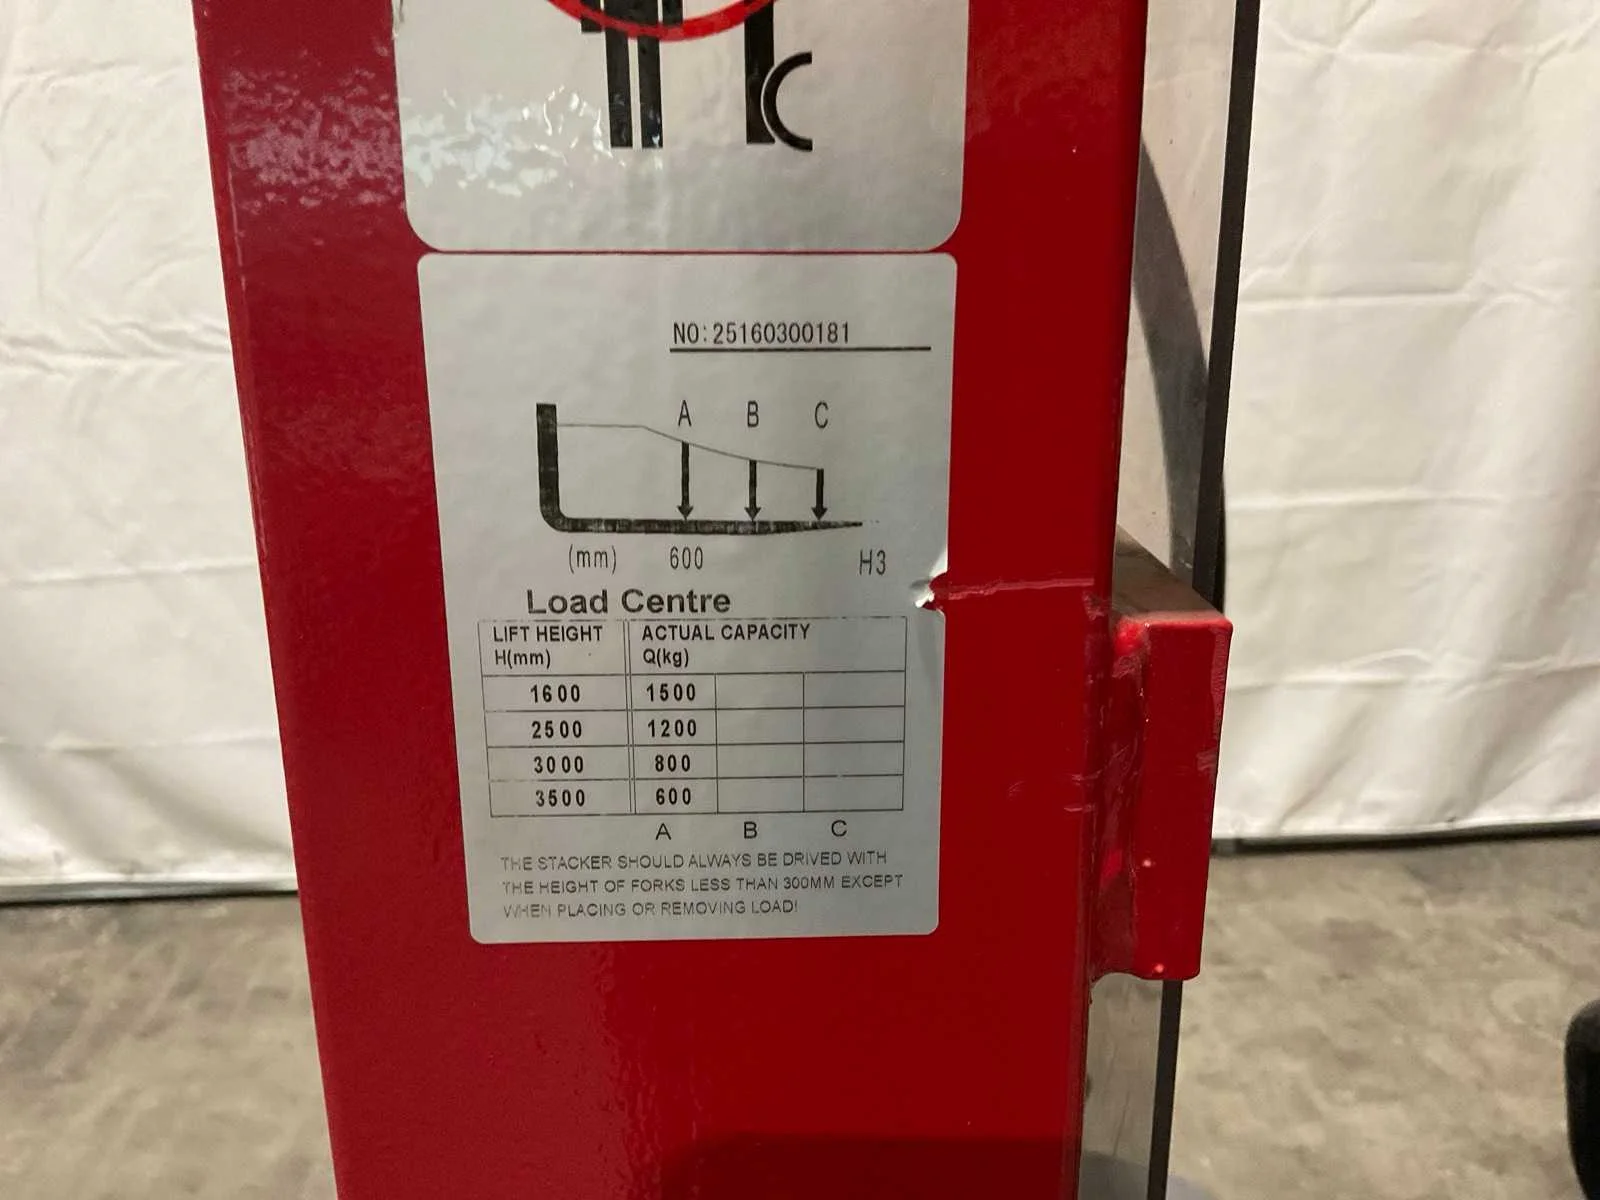 NO:25160300181
A B C
(mm) 600 H3
Load Centre
LIFT HEIGHT ACTUAL CAPACITY
H(mm) Q(kg)
1600 1500
2500 1200
3000 800
3500 600
A B C
THE STACKER SHOULD ALWAYS BE DRIVED WITH
THE HEIGHT OF FORKS LESS THAN 300MM EXCEPT
WHEN PLACING OR REMOVING LOAD!